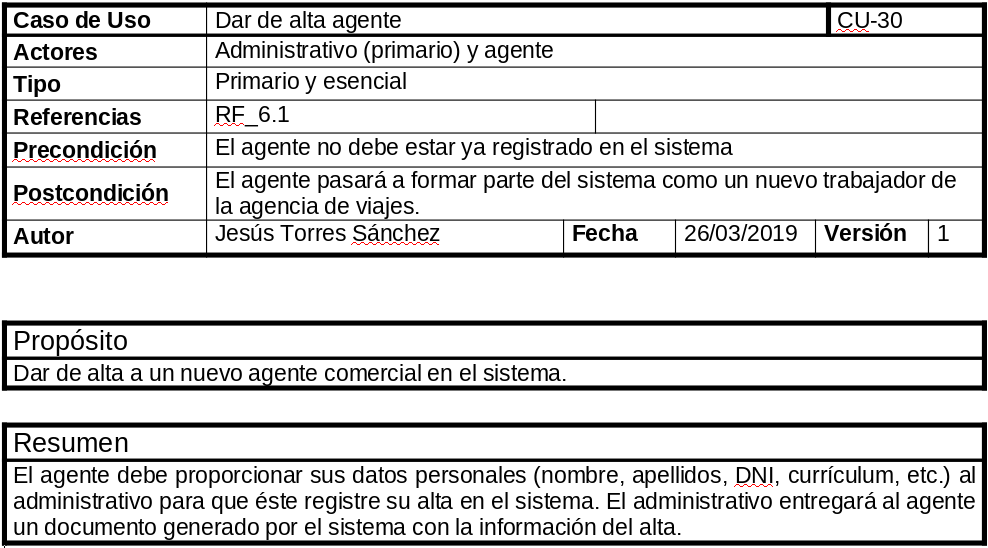 Caso de Uso Dar de alta agente CU-30
Actores Administrativo (primario) y agente
Tipo Primario y esencial
Referencias RF_6.1
Precondición El agente no debe estar ya registrado en el sistema
Postcondición El agente pasará a formar parte del sistema como un nuevo trabajador de
la agencia de viajes.
Autor Jesús Torres Sánchez Fecha 26/03/2019 Versión 1
Propósito
Dar de alta a un nuevo agente comercial en el sistema.
Resumen
El agente debe proporcionar sus datos personales (nombre, apellidos, DNI, currículum, etc.) al
administrativo para que éste registre su alta en el sistema. El administrativo entregará al agente
un documento generado por el sistema con la información del alta.